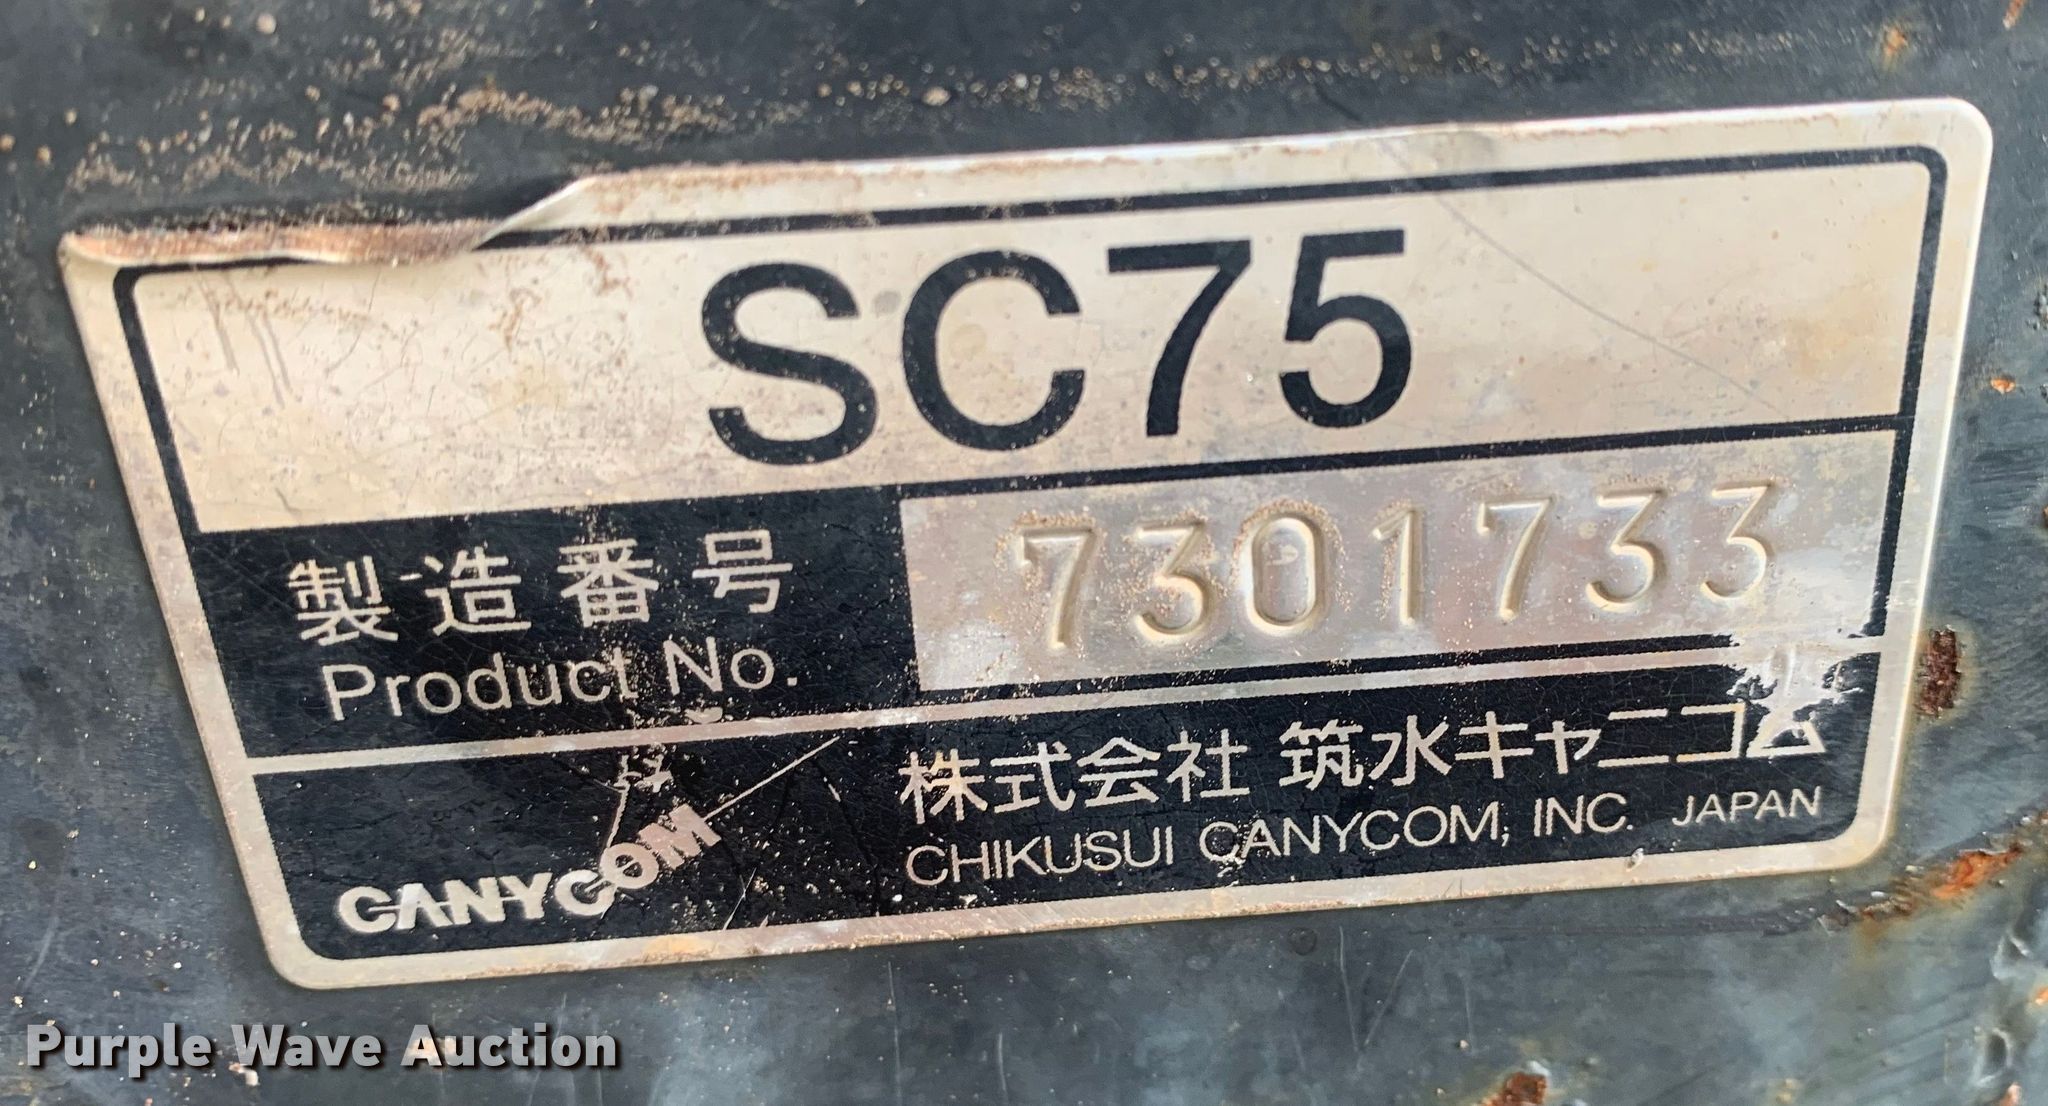 SC75
製造番号
Product No.
7301733
CANYCOM
株式会社 筑水キャニコム
CHIKUSUI CANYCOM, INC. JAPAN
Purple Wave Auction